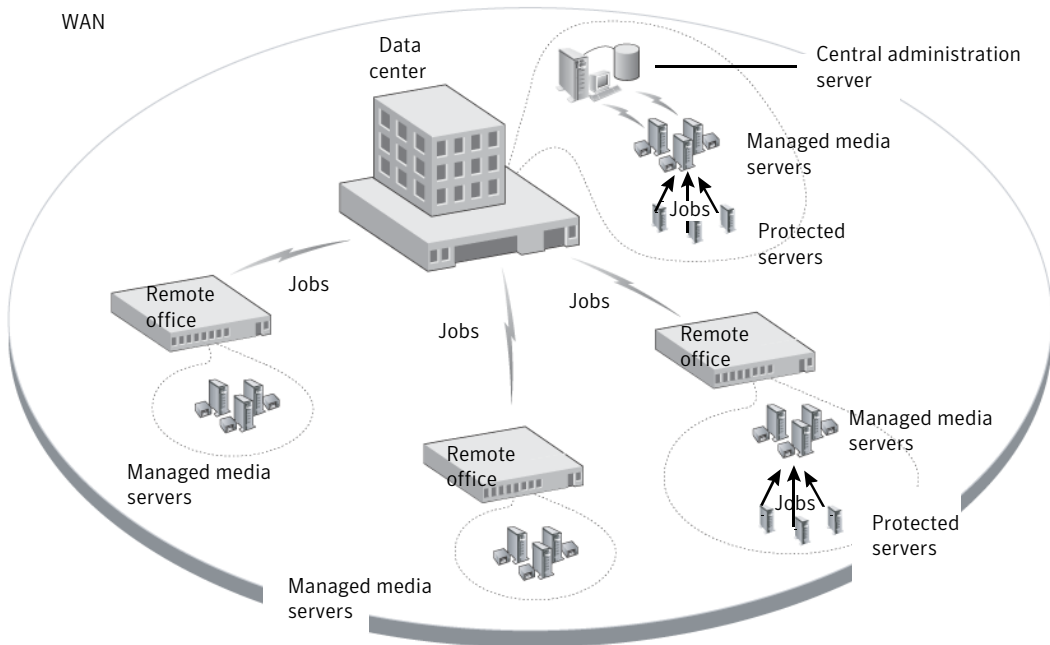 WAN
Data
center
Central administration
server
Managed media
servers
Jobs
Protected
servers
Jobs
Remote
office
Jobs
Jobs
Remote
office
Managed media
servers
Remote
office
Managed media
servers
Jobs
Protected
servers
Managed media
servers